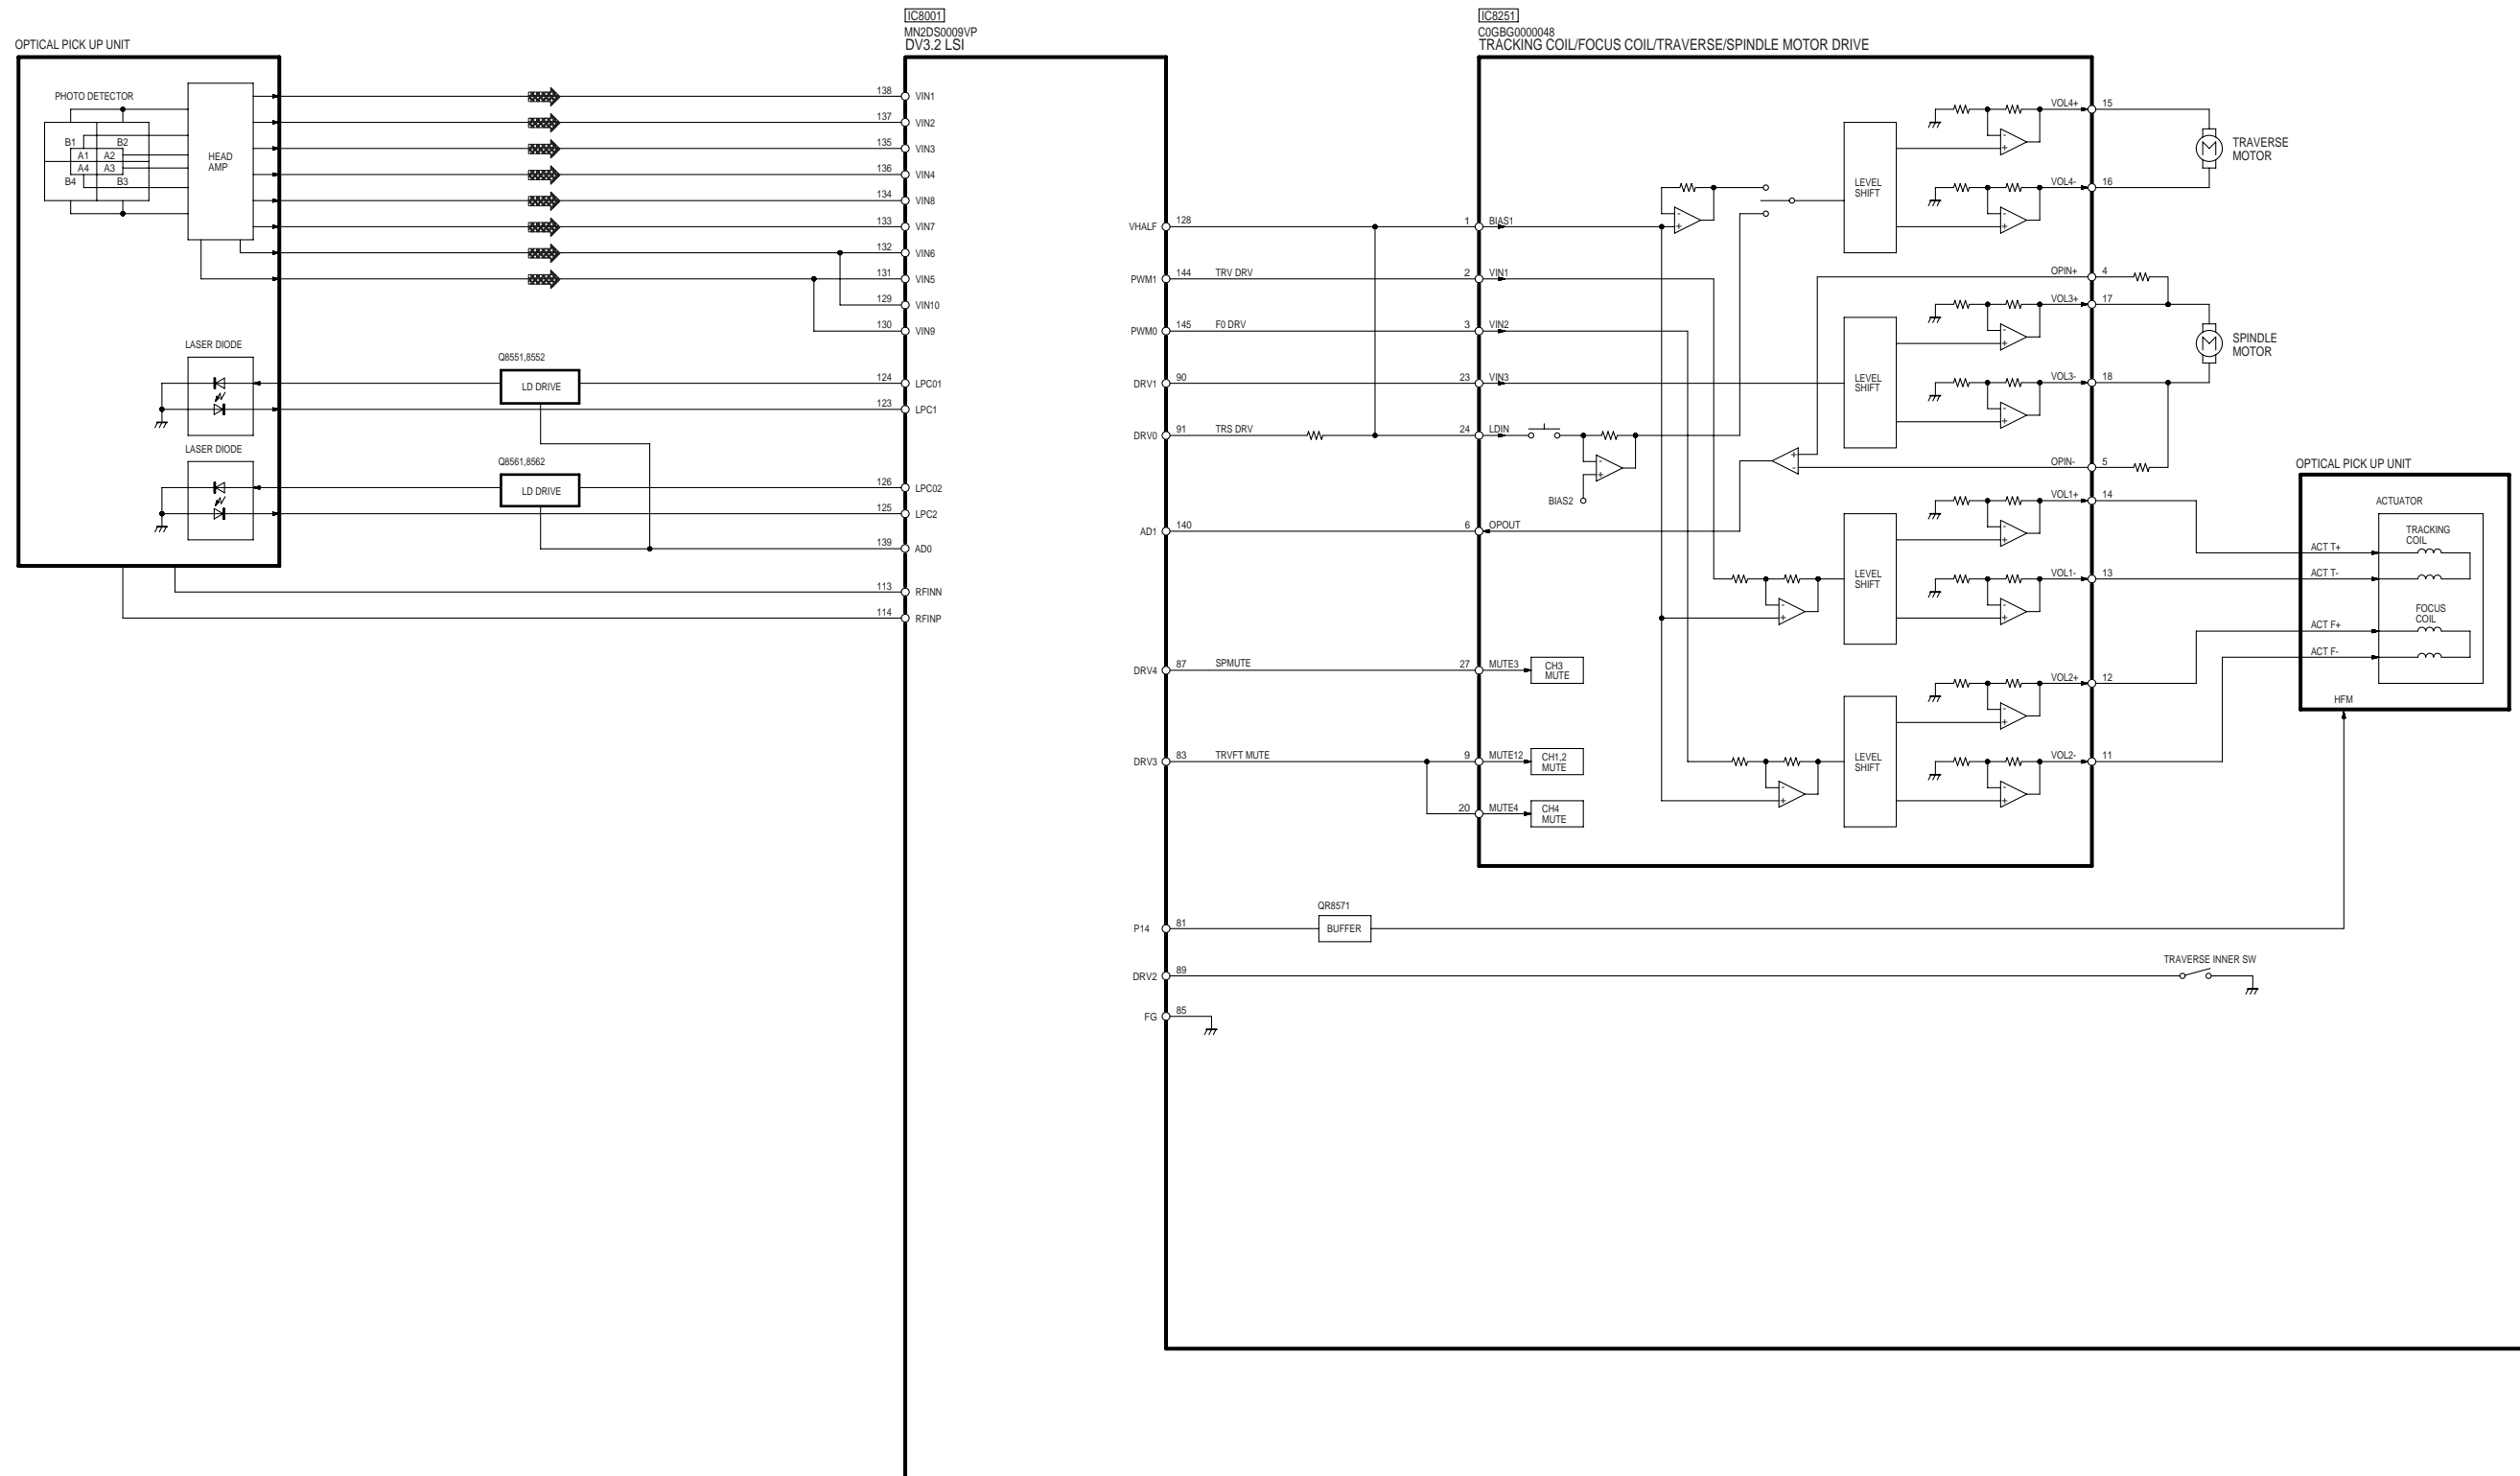 OPTICAL PICK UP UNIT
PHOTO DETECTOR
B1 B2
A1 A2
A4 A3
B4 B3
HEAD
AMP
LASER DIODE
LASER DIODE
Q8551,8552
LD DRIVE
Q8561,8562
LD DRIVE
IC8001
MN2DS0009VP
DV3.2 LSI
138 VIN1
137 VIN2
135 VIN3
136 VIN4
134 VIN8
133 VIN7
132 VIN6
131 VIN5
129 VIN10
130 VIN9
124 LPC01
123 LPC1
126 LPC02
125 LPC2
139 AD0
113 RFINN
114 RFINP
VHALF 128
PWM1 144 TRV DRV
PWM0 145 F0 DRV
DRV1 90
DRV0 91 TRS DRV
AD1 140
DRV4 87 SPMUTE
DRV3 83 TRVFT MUTE
P14 81
DRV2 89
FG 85
QR8571
BUFFER
IC8251
C0GBG0000048
TRACKING COIL/FOCUS COIL/TRAVERSE/SPINDLE MOTOR DRIVE
1 BIAS1
2 VIN1
3 VIN2
23 VIN3
24 LDIN
BIAS2
6 OPOUT
27 MUTE3
CH3
MUTE
9 MUTE12
CH1,2
MUTE
20 MUTE4
CH4
MUTE
LEVEL
SHIFT
LEVEL
SHIFT
LEVEL
SHIFT
LEVEL
SHIFT
VOL4+ 15
VOL4- 16
OPIN+ 4
VOL3+ 17
VOL3- 18
OPIN- 5
VOL1+ 14
VOL1- 13
VOL2+ 12
VOL2- 11
M
TRAVERSE
MOTOR
M
SPINDLE
MOTOR
OPTICAL PICK UP UNIT
ACTUATOR
TRACKING
COIL
ACT T+
ACT T-
FOCUS
COIL
ACT F+
ACT F-
HFM
TRAVERSE INNER SW